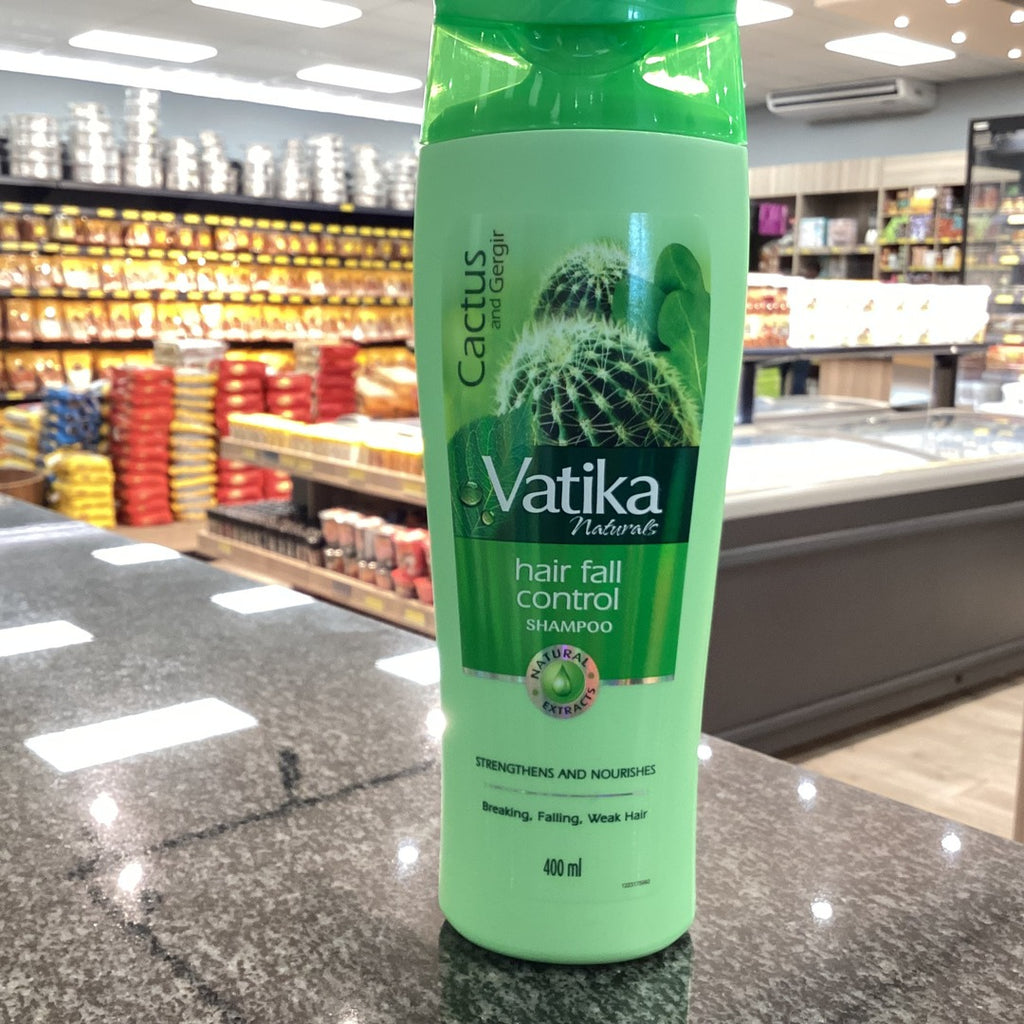 Cactus
and Gergir
Vatika
Naturals
hair fall
control
SHAMPOO
NATURAL
EXTRACTS
STRENGTHENS AND NOURISHES
Breaking, Falling, Weak Hair
400 ml